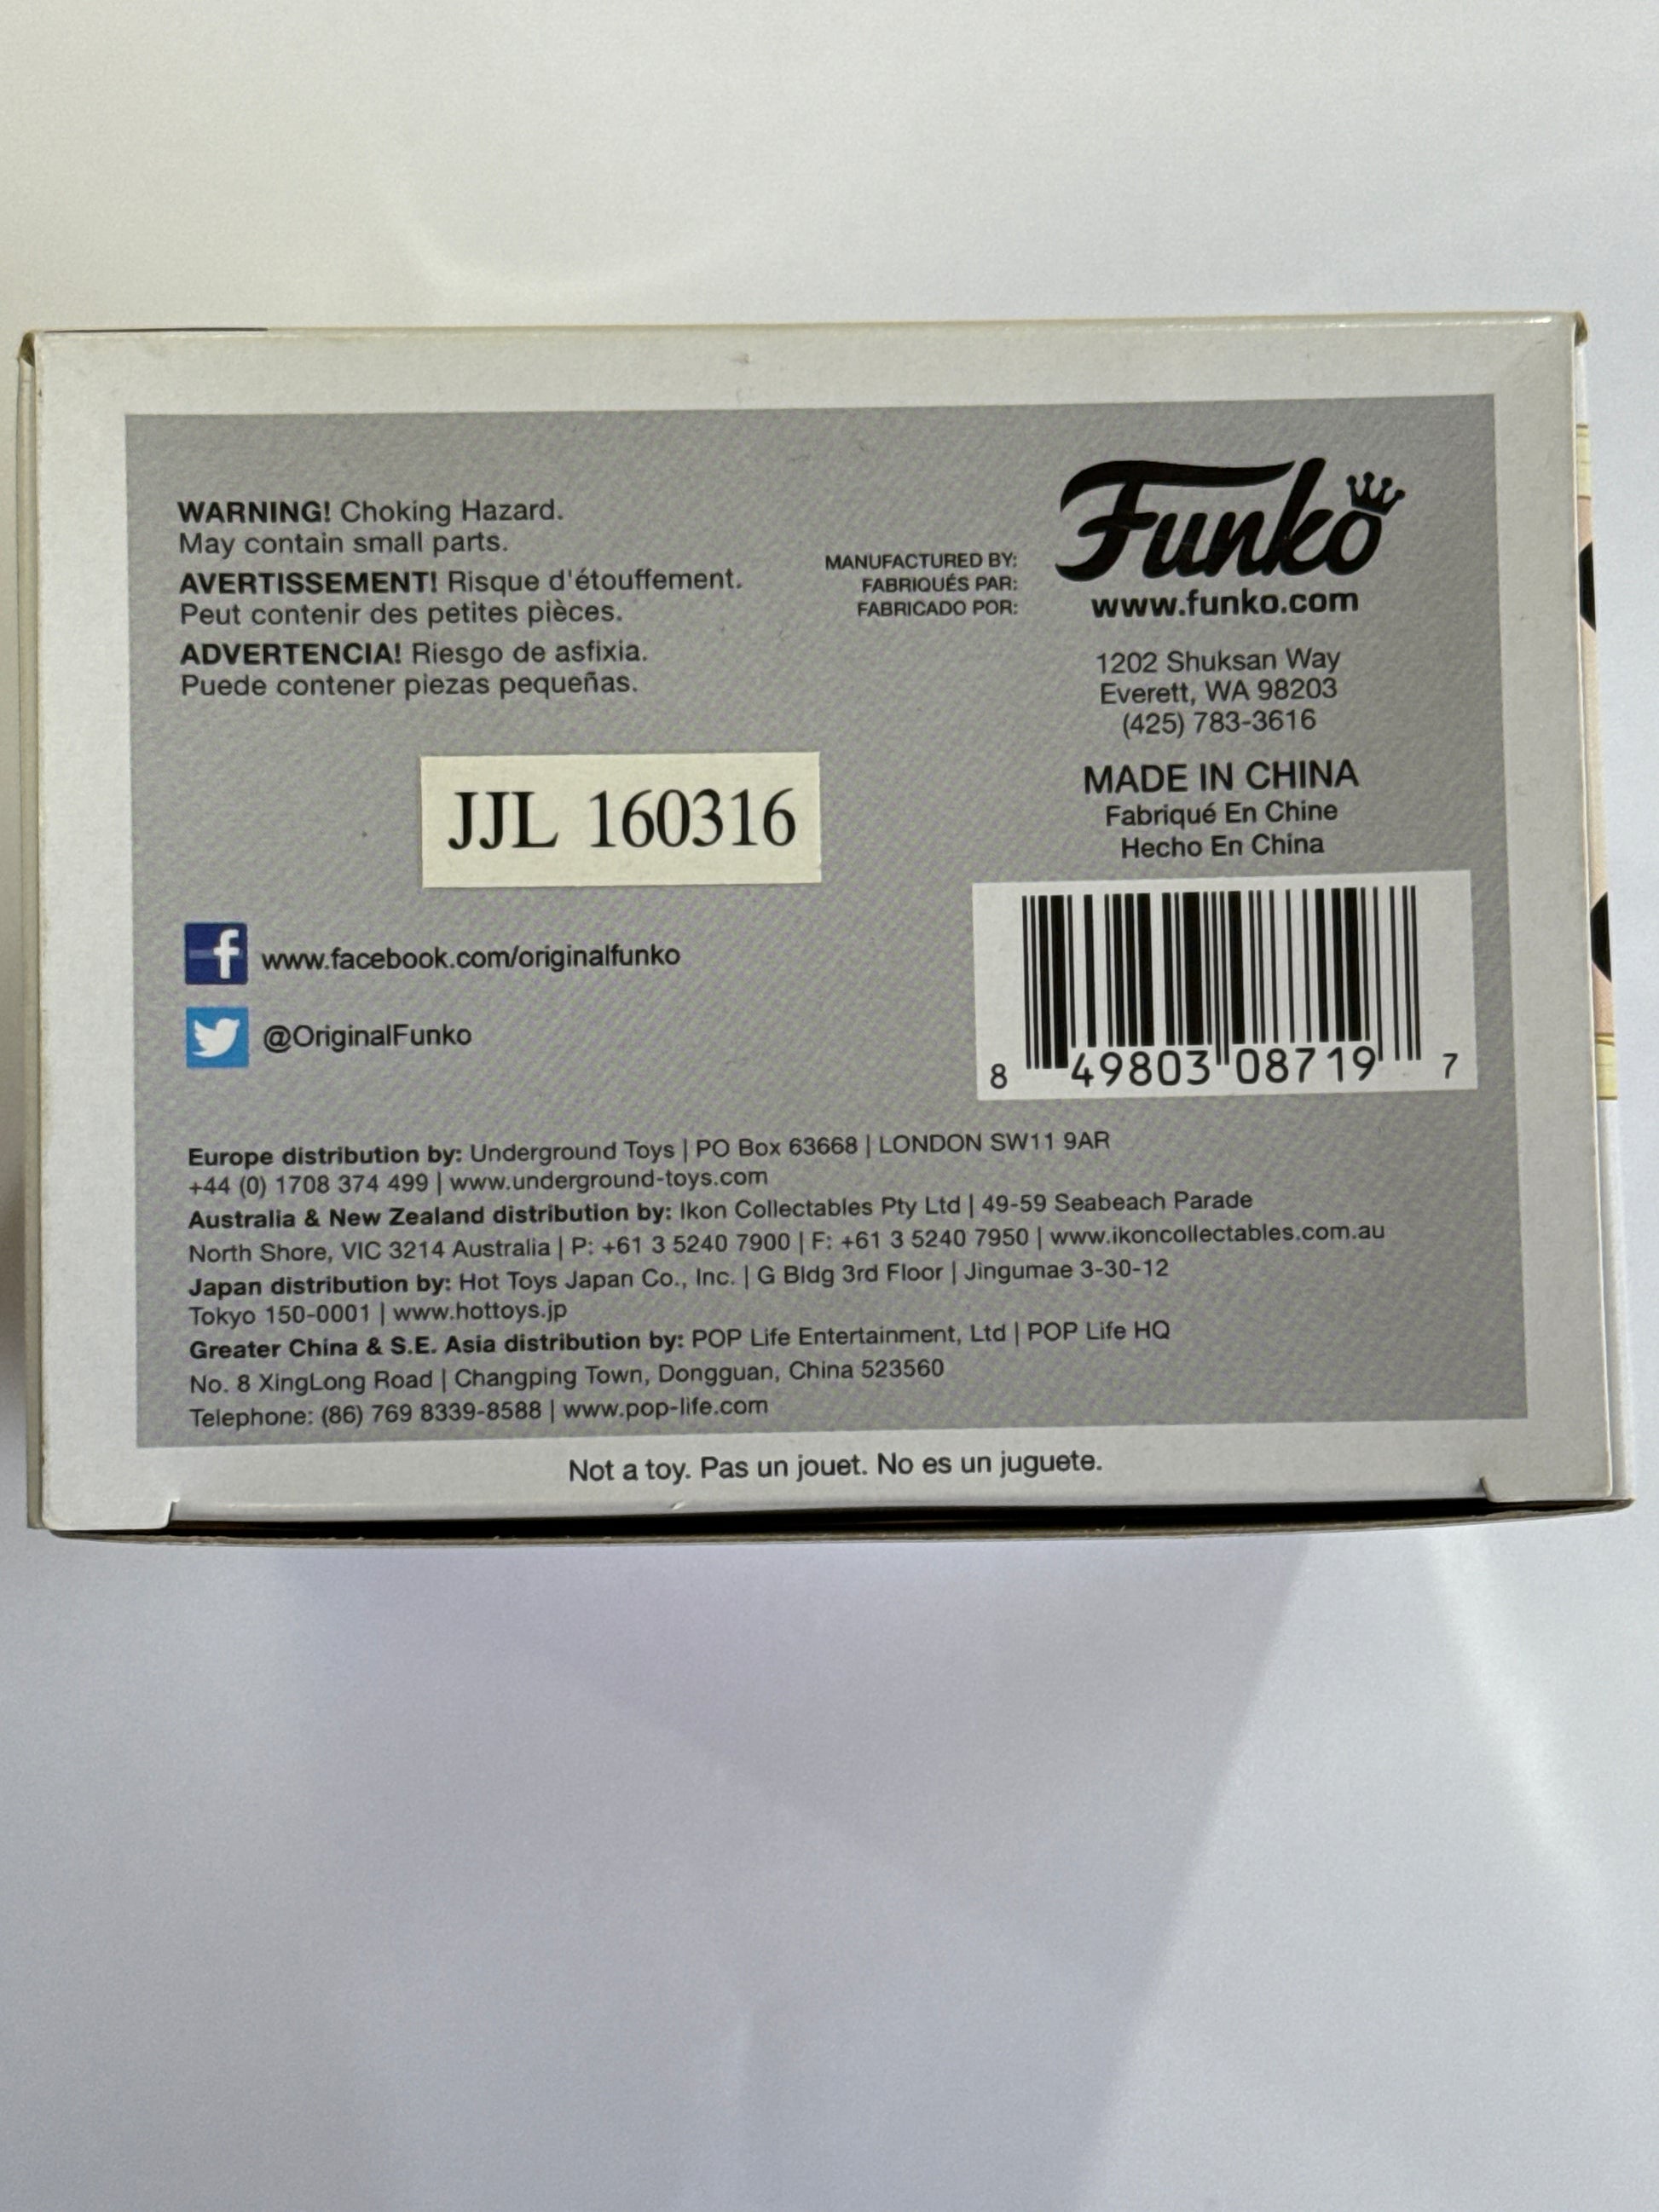 WARNING! Choking Hazard.
May contain small parts.
AVERTISSEMENT! Risque d'étouffement.
Peut contenir des petites pièces.
ADVERTENCIA! Riesgo de asfixia.
Puede contener piezas pequeñas.
MANUFACTURED BY:
FABRIQUÉS PAR:
FABRICADO POR:
Funko
www.funko.com
1202 Shuksan Way
Everett, WA 98203
(425) 783-3616
MADE IN CHINA
Fabriqué En Chine
Hecho En China
JJL 160316
f www.facebook.com/originalfunko
@OriginalFunko
8 49803 08719 7
Europe distribution by: Underground Toys | PO Box 63668 | LONDON SW11 9AR
+44 (0) 1708 374 499 | www.underground-toys.com
Australia & New Zealand distribution by: Ikon Collectables Pty Ltd | 49-59 Seabeach Parade
North Shore, VIC 3214 Australia | P: +61 3 5240 7900 | F: +61 3 5240 7950 | www.ikoncollectables.com.au
Japan distribution by: Hot Toys Japan Co., Inc. | G Bldg 3rd Floor | Jingumae 3-30-12
Tokyo 150-0001 | www.hottoys.jp
Greater China & S.E. Asia distribution by: POP Life Entertainment, Ltd | POP Life HQ
No. 8 XingLong Road | Changping Town, Dongguan, China 523560
Telephone: (86) 769 8339-8588 | www.pop-life.com
Not a toy. Pas un jouet. No es un juguete.